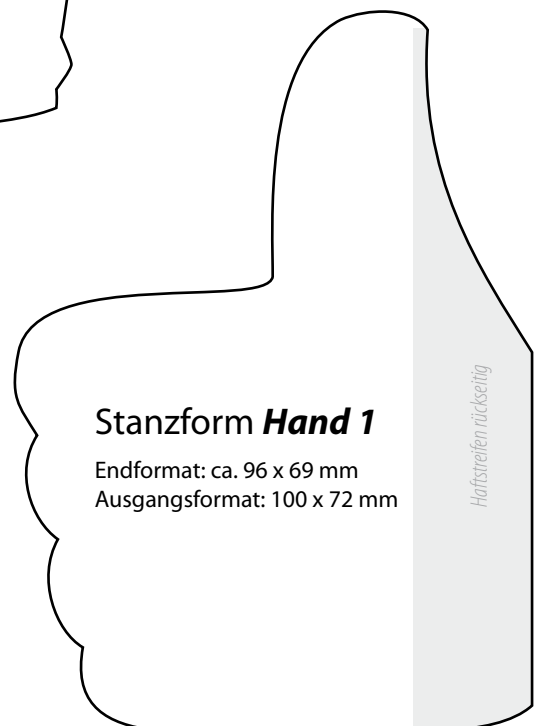 Stanzform Hand 1
Endformat: ca. 96 x 69 mm
Ausgangsformat: 100 x 72 mm
Haftstreifen rückseitig